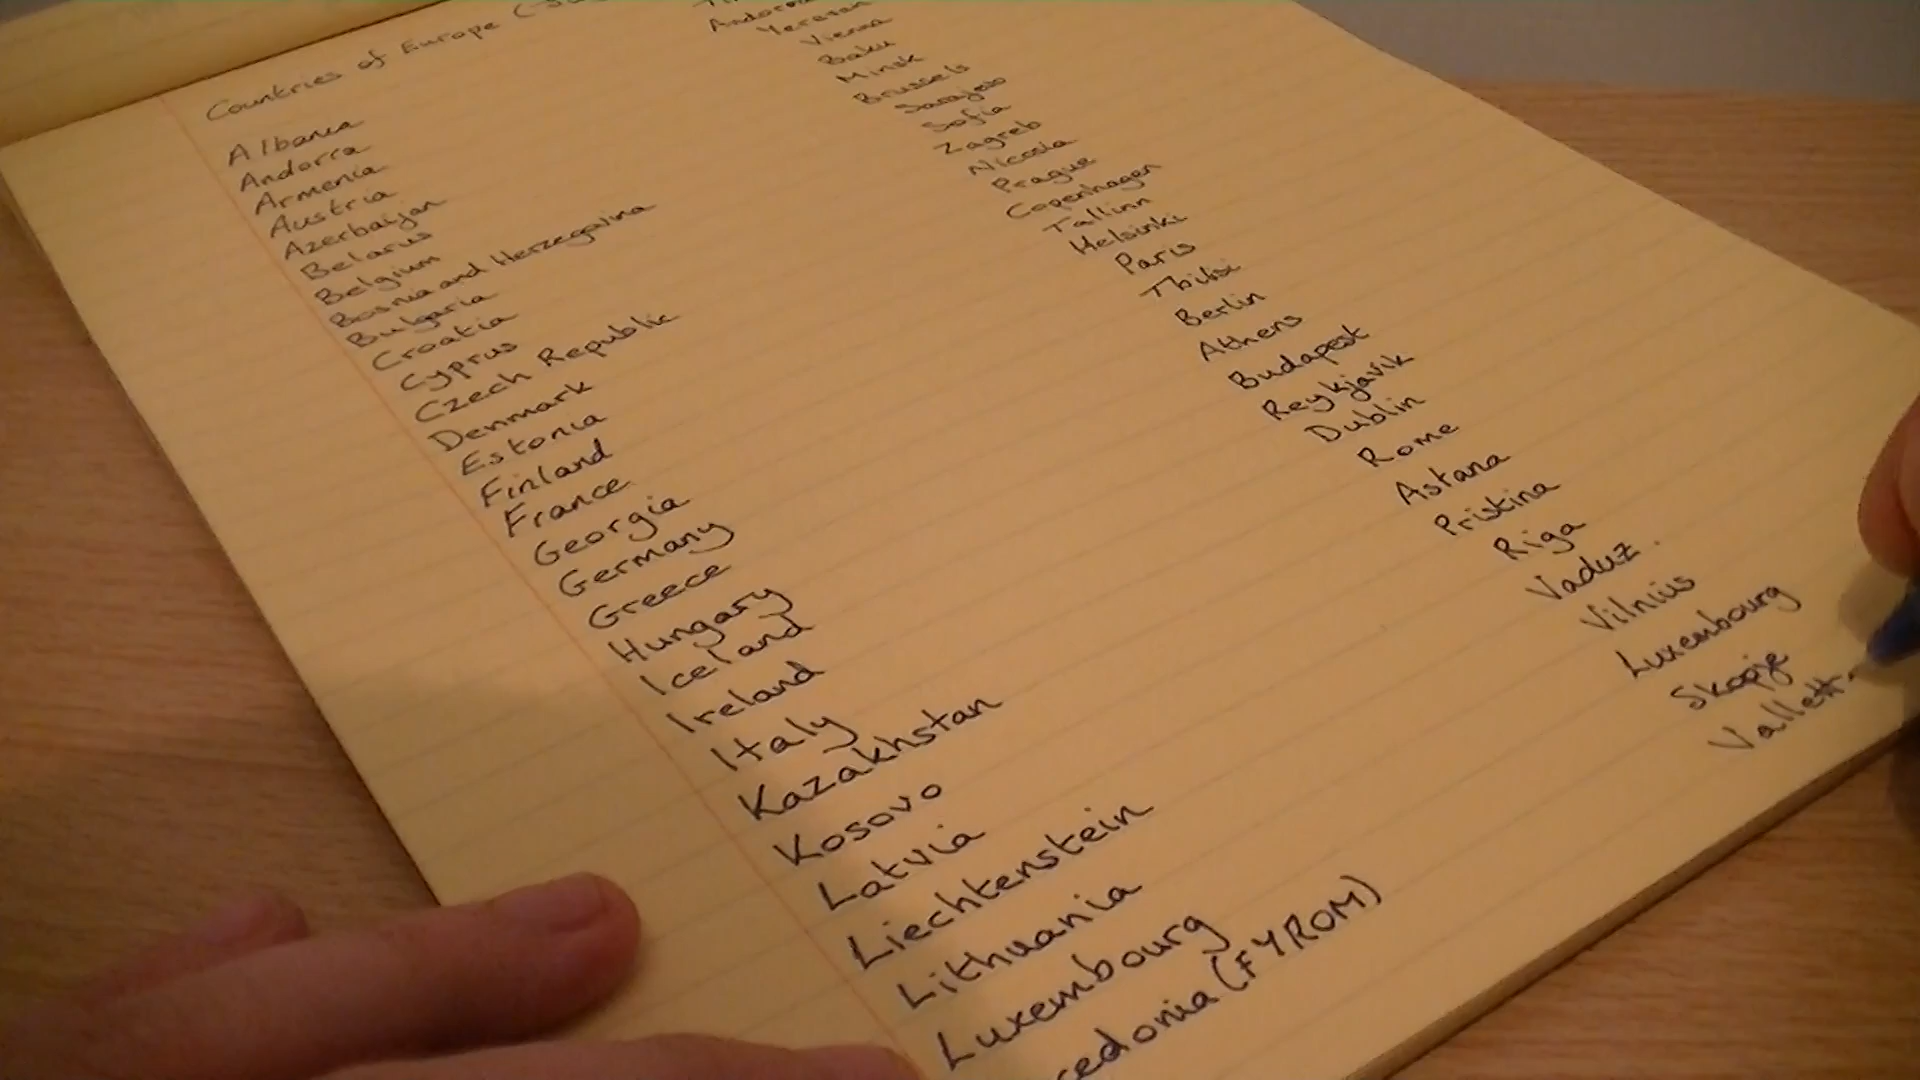 Countries of Europe
Albania
Andorra
Armenia Yerevan
Austria Vienna
Azerbaijan Baku
Belarus Minsk
Belgium Brussels
Bosnia and Herzegovina Sarajevo
Bulgaria Sofia
Croatia Zagreb
Cyprus Nicosia
Czech Republic Prague
Denmark Copenhagen
Estonia Tallinn
Finland Helsinki
France Paris
Georgia Tbilisi
Germany Berlin
Greece Athens
Hungary Budapest
Iceland Reykjavik
Ireland Dublin
Italy Rome
Kazakhstan Astana
Kosovo Pristina
Latvia Riga
Liechtenstein Vaduz
Lithuania Vilnius
Luxembourg Luxembourg
edonia (FYROM) Skopje
Vallett